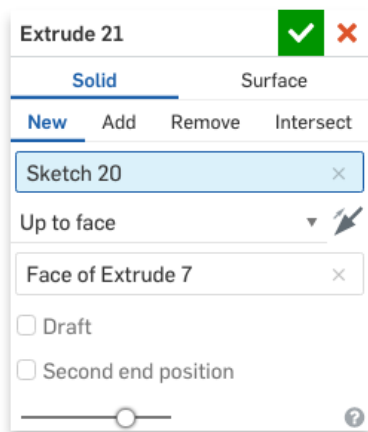 Extrude 21
Solid Surface
New Add Remove Intersect
Sketch 20
Up to face
Face of Extrude 7
Draft
Second end position